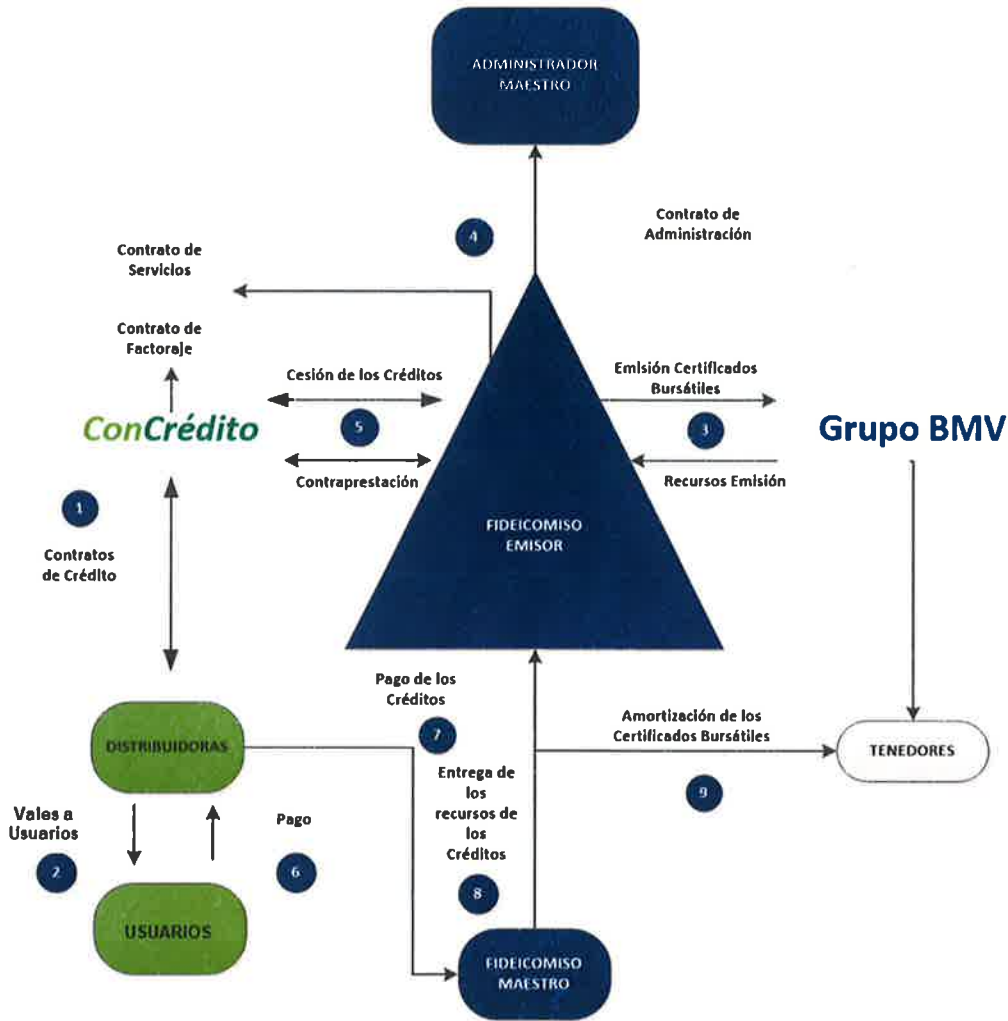 ADMINISTRADOR
MAESTRO
4
Contrato de
Administración
Contrato de
Servicios
Contrato de
Factoraje
Cesión de los Créditos
Emisión Certificados
Bursátiles
ConCrédito
5
3
Grupo BMV
Contraprestación
Recursos Emisión
1
FIDEICOMISO
EMISOR
Contratos
de Crédito
Pago de los
Créditos
7
DISTRIBUIDORAS
Amortización de los
Certificados Bursátiles
TENEDORES
Entrega de
los
recursos de
los
Créditos
9
Vales a
Usuarios
Pago
2
6
8
USUARIOS
FIDEICOMISO
MAESTRO